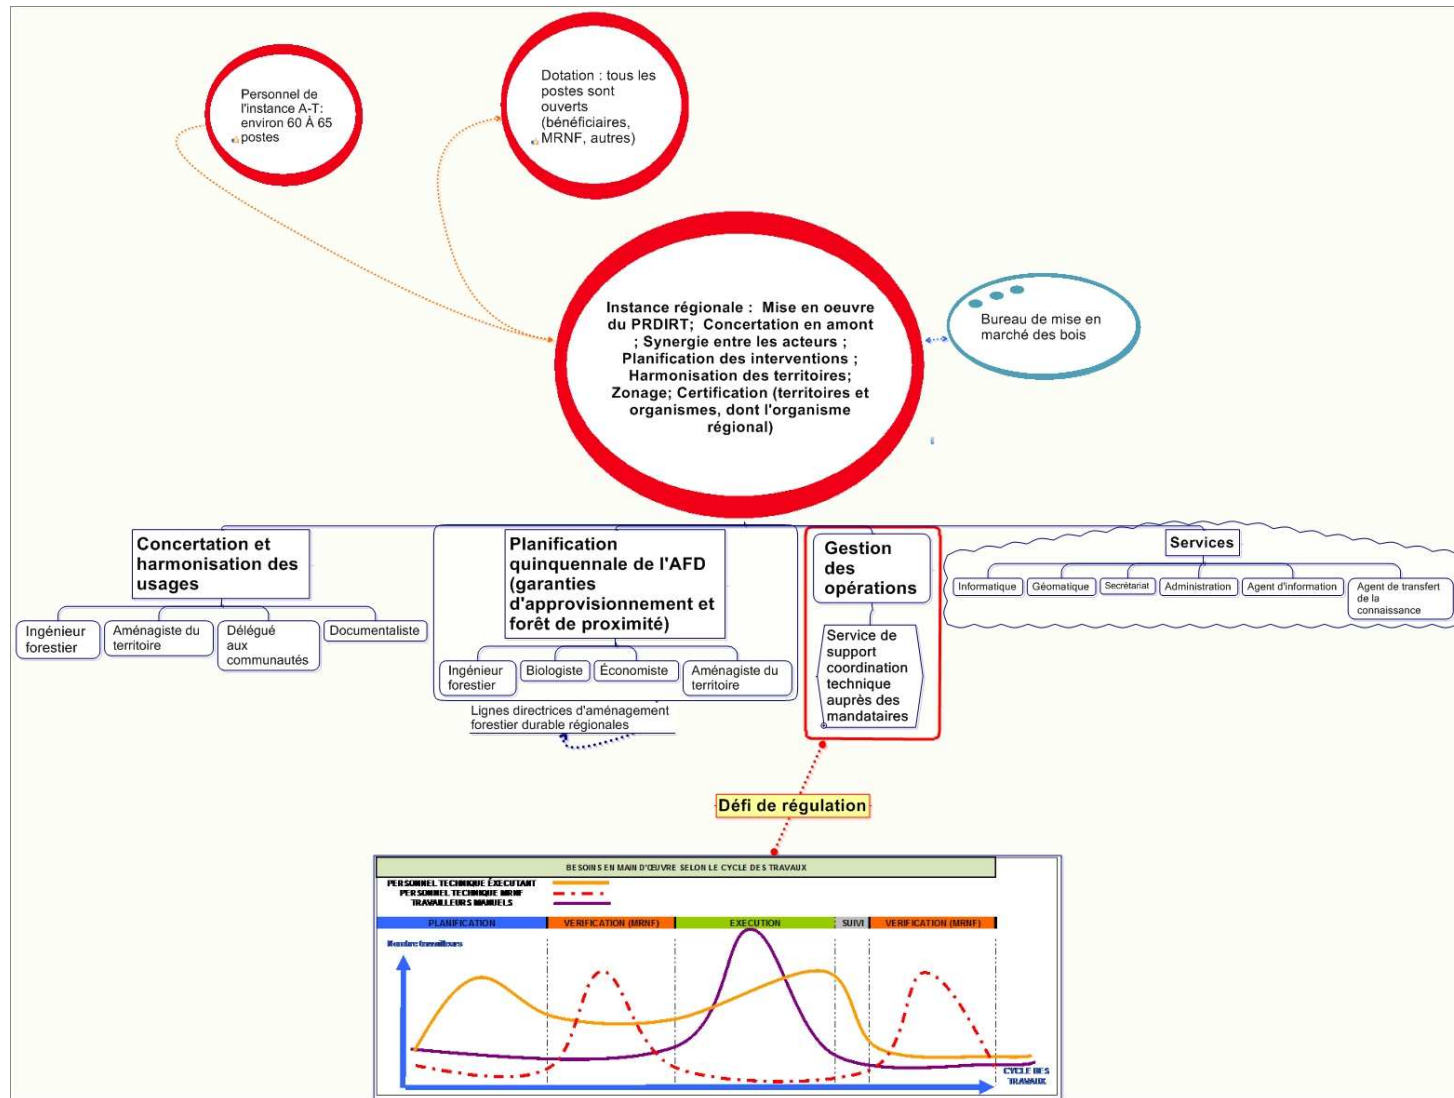 Personnel de
l'instance A-T:
environ 60 À 65
postes
Dotation : tous les
postes sont
ouverts
(bénéficiaires,
MRNF, autres)
Instance régionale :  Mise en oeuvre
du PRDIRT;  Concertation en amont
; Synergie entre les acteurs ;
Planification des interventions ;
Harmonisation des territoires;
Zonage; Certification (territoires et
organismes, dont l'organisme
régional)
Bureau de mise en
marché des bois
Concertation et
harmonisation des
usages
Ingénieur
forestier
Aménagiste du
territoire
Délégué
aux
communautés
Documentaliste
Planification
quinquennale de l'AFD
(garanties
d'approvisionnement et
forêt de proximité)
Ingénieur
forestier
Biologiste
Économiste
Aménagiste du
territoire
Lignes directrices d'aménagement
forestier durable régionales
Gestion
des
opérations
Service de
support
coordination
technique
auprès des
mandataires
Services
Informatique
Géomatique
Secrétariat
Administration
Agent d'information
Agent de transfert
de la
connaissance
Défi de régulation
BESOINS EN MAIN D'ŒUVRE SELON LE CYCLE DES TRAVAUX
PERSONNEL TECHNIQUE ÉXECUTANT
PERSONNEL TECHNIQUE MRNF
TRAVAILLEURS MANUELS
PLANIFICATION
VERIFICATION (MRNF)
EXECUTION
SUIVI
VERIFICATION (MRNF)
Nombre travailleurs
CYCLE DES
TRAVAUX